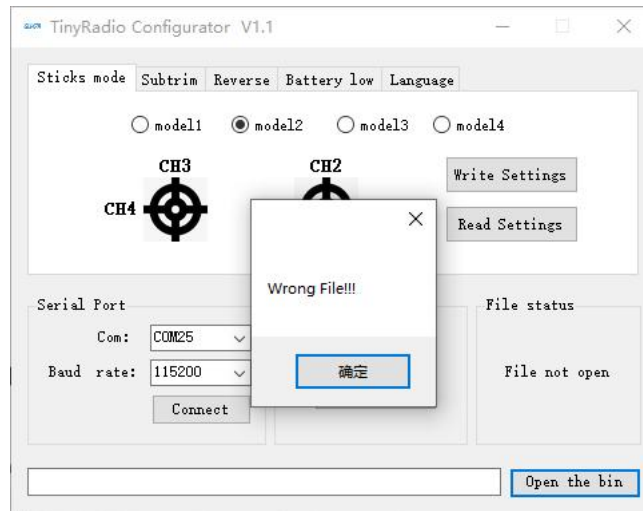 TinyRadio Configurator V1.1
Sticks mode Subtrim Reverse Battery low Language
model1 model2 model3 model4
CH3 CH2
Write Settings
CH4
Read Settings
Wrong File!!!
确定
Serial Port
Com: COM25
Baud rate: 115200
Connect
File status
File not open
Open the bin